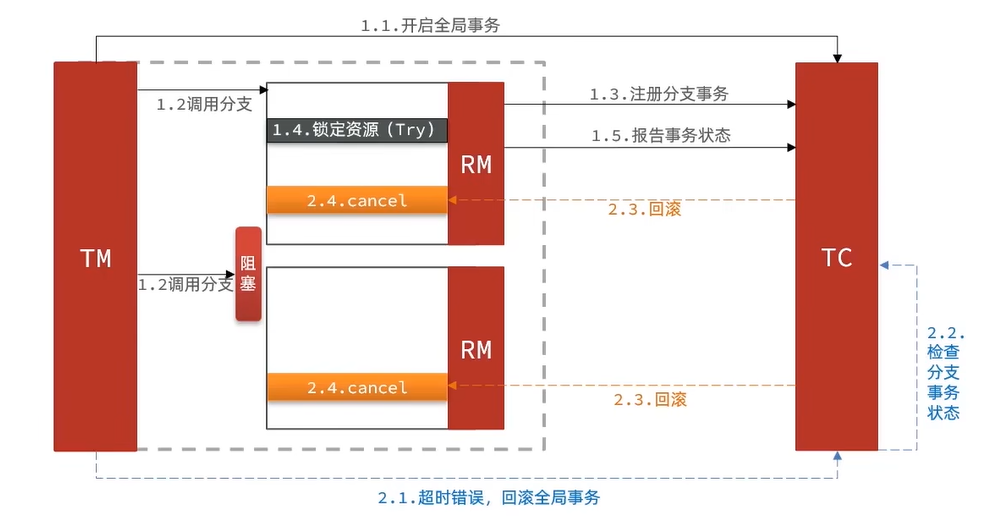 1.1.开启全局事务
TM
1.2调用分支
1.4.锁定资源（Try）
RM
1.3.注册分支事务
1.5.报告事务状态
2.4.cancel
2.3.回滚
TC
1.2调用分支
阻
塞
RM
2.4.cancel
2.3.回滚
2.2.
检查
分支
事务
状态
2.1.超时错误，回滚全局事务